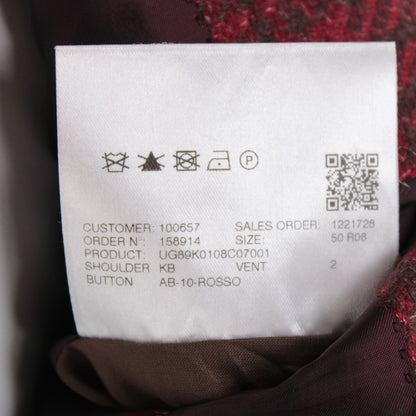 P
CUSTOMER: 100657 SALES ORDER: 1221728
ORDER N°: 158914 SIZE: 50 R08
PRODUCT: UG89K0108C07001
SHOULDER KB VENT 2
BUTTON AB-10-ROSSO